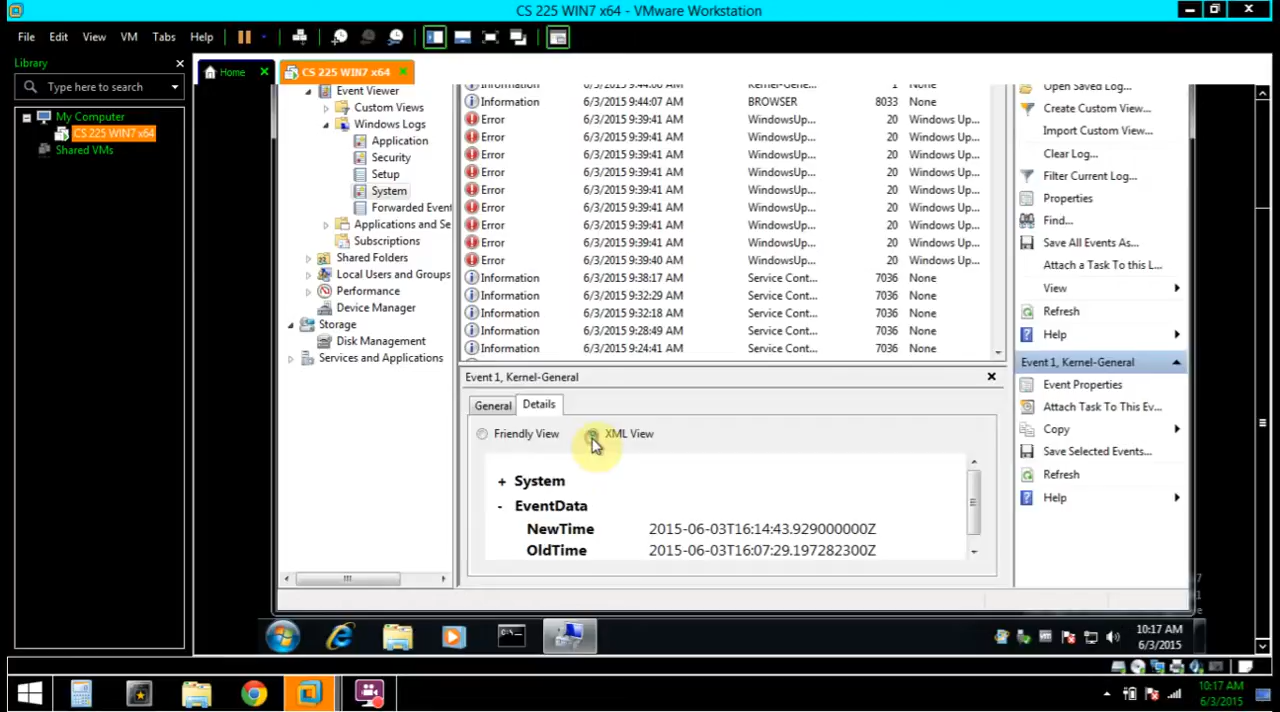 CS 225 WIN7 x64 - VMware Workstation
File Edit View VM Tabs Help
Library
Type here to search
My Computer
CS 225 WIN7 x64
Shared VMs
Home
CS 225 WIN7 x64
Event Viewer
Custom Views
Windows Logs
Application
Security
Setup
System
Forwarded Event
Applications and Se
Subscriptions
Shared Folders
Local Users and Groups
Performance
Device Manager
Storage
Disk Management
Services and Applications
Information 6/3/2015 9:44:08 AM Kernel-Gene... 1 None
Information 6/3/2015 9:44:07 AM BROWSER 8033 None
Error 6/3/2015 9:39:41 AM WindowsUp... 20 Windows Up...
Error 6/3/2015 9:39:41 AM WindowsUp... 20 Windows Up...
Error 6/3/2015 9:39:41 AM WindowsUp... 20 Windows Up...
Error 6/3/2015 9:39:41 AM WindowsUp... 20 Windows Up...
Error 6/3/2015 9:39:41 AM WindowsUp... 20 Windows Up...
Error 6/3/2015 9:39:41 AM WindowsUp... 20 Windows Up...
Error 6/3/2015 9:39:41 AM WindowsUp... 20 Windows Up...
Error 6/3/2015 9:39:41 AM WindowsUp... 20 Windows Up...
Error 6/3/2015 9:39:40 AM WindowsUp... 20 Windows Up...
Information 6/3/2015 9:38:17 AM Service Cont... 7036 None
Information 6/3/2015 9:32:29 AM Service Cont... 7036 None
Information 6/3/2015 9:32:18 AM Service Cont... 7036 None
Information 6/3/2015 9:28:49 AM Service Cont... 7036 None
Information 6/3/2015 9:24:41 AM Service Cont... 7036 None
Event 1, Kernel-General
General Details
Friendly View XML View
+ System
- EventData
NewTime 2015-06-03T16:14:43.929000000Z
OldTime 2015-06-03T16:07:29.197282300Z
Open Saved Log...
Create Custom View...
Import Custom View...
Clear Log...
Filter Current Log...
Properties
Find...
Save All Events As...
Attach a Task To this L...
View
Refresh
Help
Event 1, Kernel-General
Event Properties
Attach Task To This Ev...
Copy
Save Selected Events...
Refresh
Help
10:17 AM
6/3/2015
10:17 AM
6/3/2015